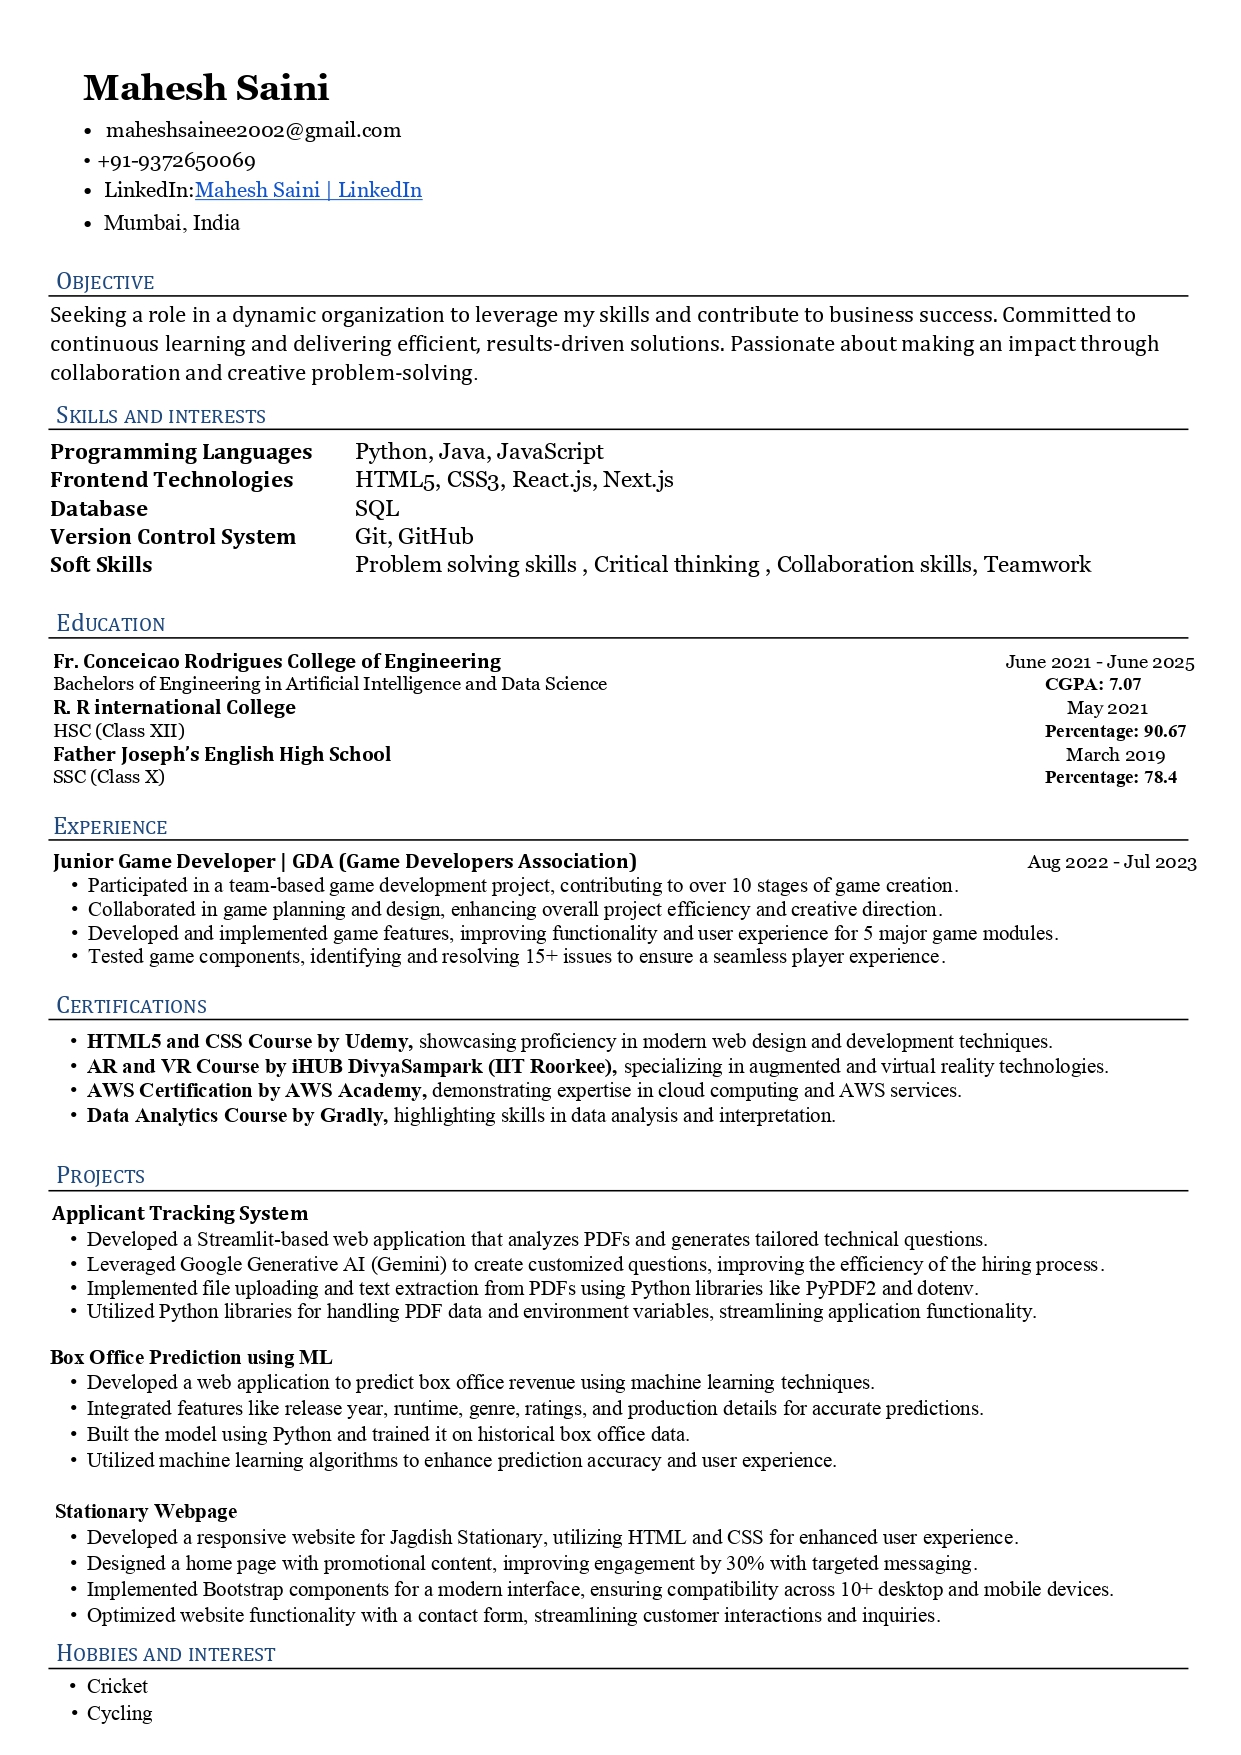 Mahesh Saini
• maheshsainee2002@gmail.com
• +91-9372650069
• LinkedIn:Mahesh Saini | LinkedIn
• Mumbai, India
OBJECTIVE
Seeking a role in a dynamic organization to leverage my skills and contribute to business success. Committed to
continuous learning and delivering efficient, results-driven solutions. Passionate about making an impact through
collaboration and creative problem-solving.
SKILLS AND INTERESTS
Programming Languages Python, Java, JavaScript
Frontend Technologies HTML5, CSS3, React.js, Next.js
Database SQL
Version Control System Git, GitHub
Soft Skills Problem solving skills , Critical thinking , Collaboration skills, Teamwork
EdUCATION
Fr. Conceicao Rodrigues College of Engineering June 2021 - June 2025
Bachelors of Engineering in Artificial Intelligence and Data Science CGPA: 7.07
R. R international College May 2021
HSC (Class XII) Percentage: 90.67
Father Joseph’s English High School March 2019
SSC (Class X) Percentage: 78.4
EXPERIENCE
Junior Game Developer | GDA (Game Developers Association) Aug 2022 - Jul 2023
• Participated in a team-based game development project, contributing to over 10 stages of game creation.
• Collaborated in game planning and design, enhancing overall project efficiency and creative direction.
• Developed and implemented game features, improving functionality and user experience for 5 major game modules.
• Tested game components, identifying and resolving 15+ issues to ensure a seamless player experience.
CERTIFICATIONS
• HTML5 and CSS Course by Udemy, showcasing proficiency in modern web design and development techniques.
• AR and VR Course by iHUB DivyaSampark (IIT Roorkee), specializing in augmented and virtual reality technologies.
• AWS Certification by AWS Academy, demonstrating expertise in cloud computing and AWS services.
• Data Analytics Course by Gradly, highlighting skills in data analysis and interpretation.
PROJECTS
Applicant Tracking System
• Developed a Streamlit-based web application that analyzes PDFs and generates tailored technical questions.
• Leveraged Google Generative AI (Gemini) to create customized questions, improving the efficiency of the hiring process.
• Implemented file uploading and text extraction from PDFs using Python libraries like PyPDF2 and dotenv.
• Utilized Python libraries for handling PDF data and environment variables, streamlining application functionality.
Box Office Prediction using ML
• Developed a web application to predict box office revenue using machine learning techniques.
• Integrated features like release year, runtime, genre, ratings, and production details for accurate predictions.
• Built the model using Python and trained it on historical box office data.
• Utilized machine learning algorithms to enhance prediction accuracy and user experience.
Stationary Webpage
• Developed a responsive website for Jagdish Stationary, utilizing HTML and CSS for enhanced user experience.
• Designed a home page with promotional content, improving engagement by 30% with targeted messaging.
• Implemented Bootstrap components for a modern interface, ensuring compatibility across 10+ desktop and mobile devices.
• Optimized website functionality with a contact form, streamlining customer interactions and inquiries.
HOBBIES AND INTEREST
• Cricket
• Cycling